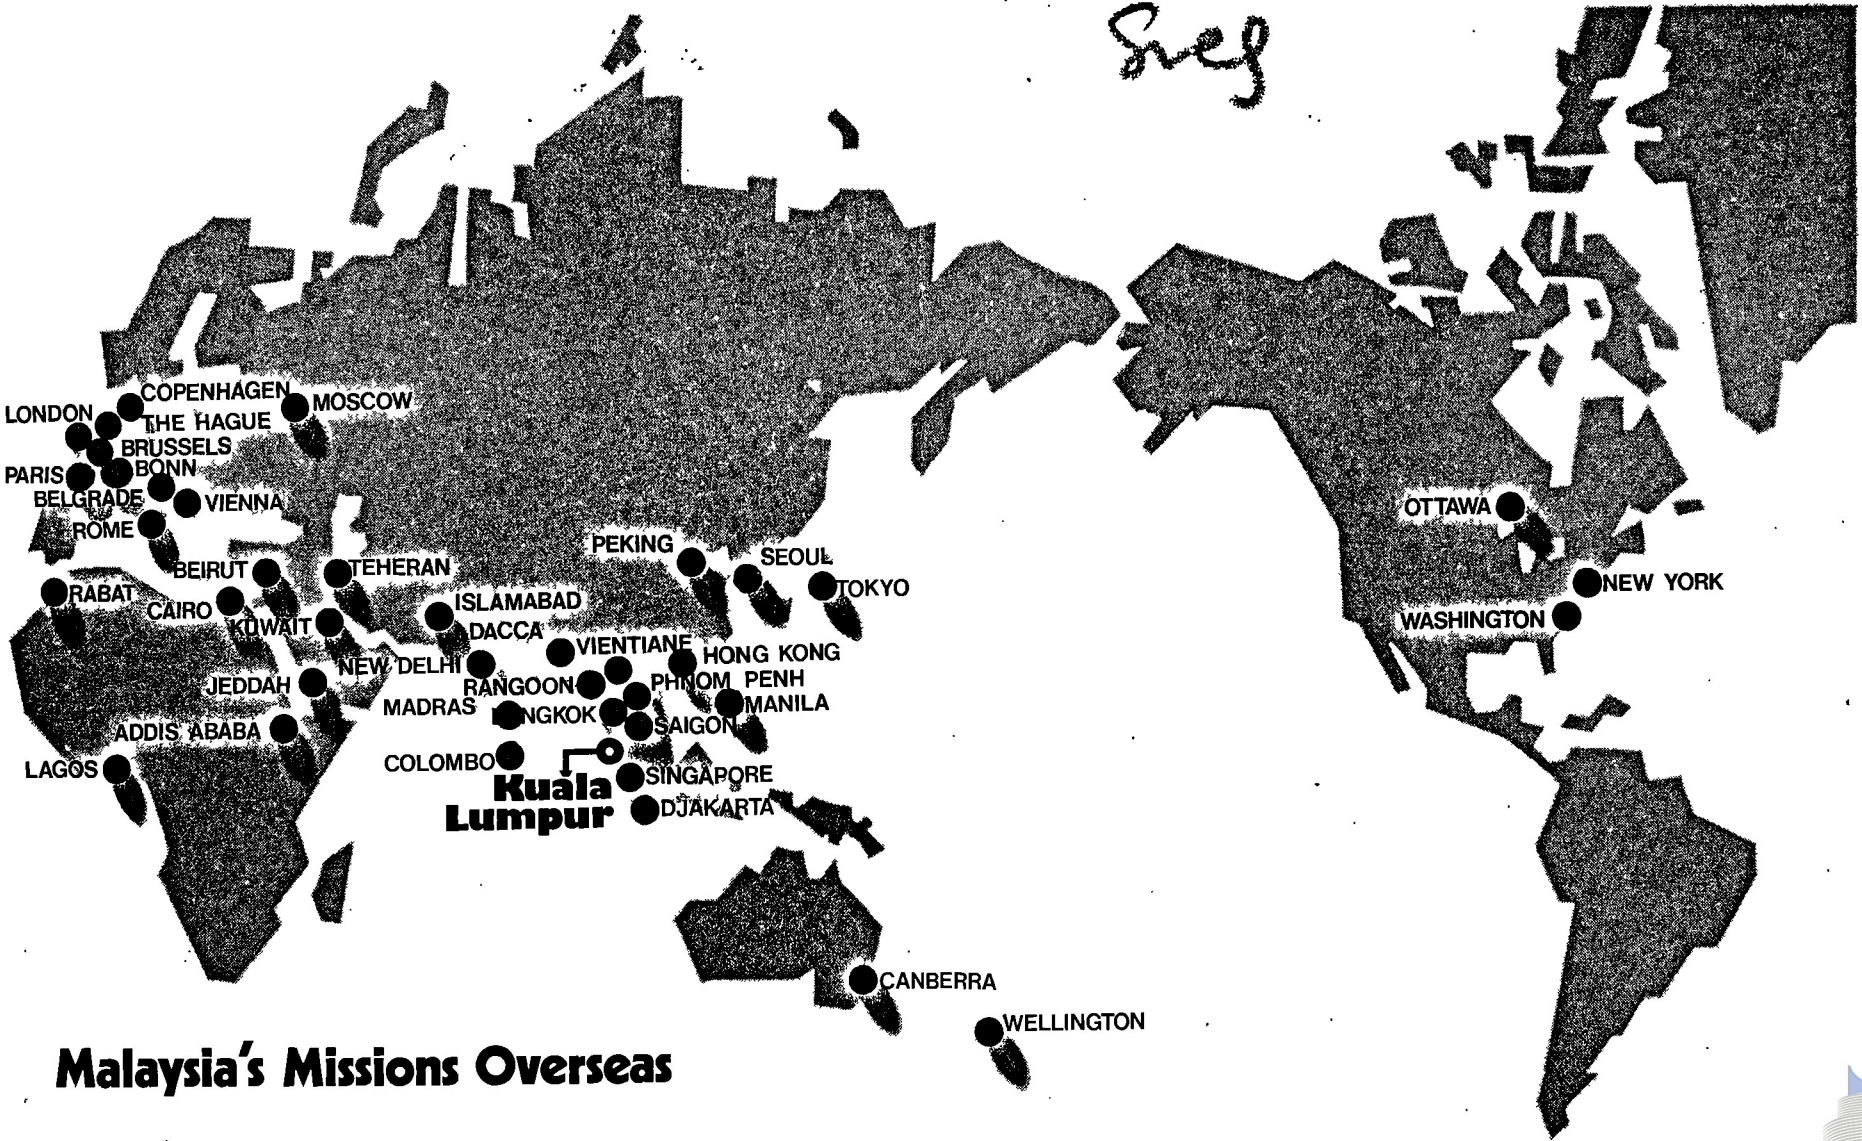 COPENHAGEN
LONDON
MOSCOW
THE HAGUE
BRUSSELS
PARIS
BONN
BELGRADE
VIENNA
ROME
PEKING
SEOUL
OTTAWA
BEIRUT
TEHERAN
TOKYO
NEW YORK
RABAT
CAIRO
ISLAMABAD
KUWAIT
DACCA
WASHINGTON
VIENTIANE
HONG KONG
NEW DELHI
JEDDAH
RANGOON
PHNOM PENH
MADRAS
MANILA
ADDIS ABABA
SAIGON
LAGOS
COLOMBO
SINGAPORE
Kuala
Lumpur
DJAKARTA
CANBERRA
WELLINGTON
Malaysia's Missions Overseas